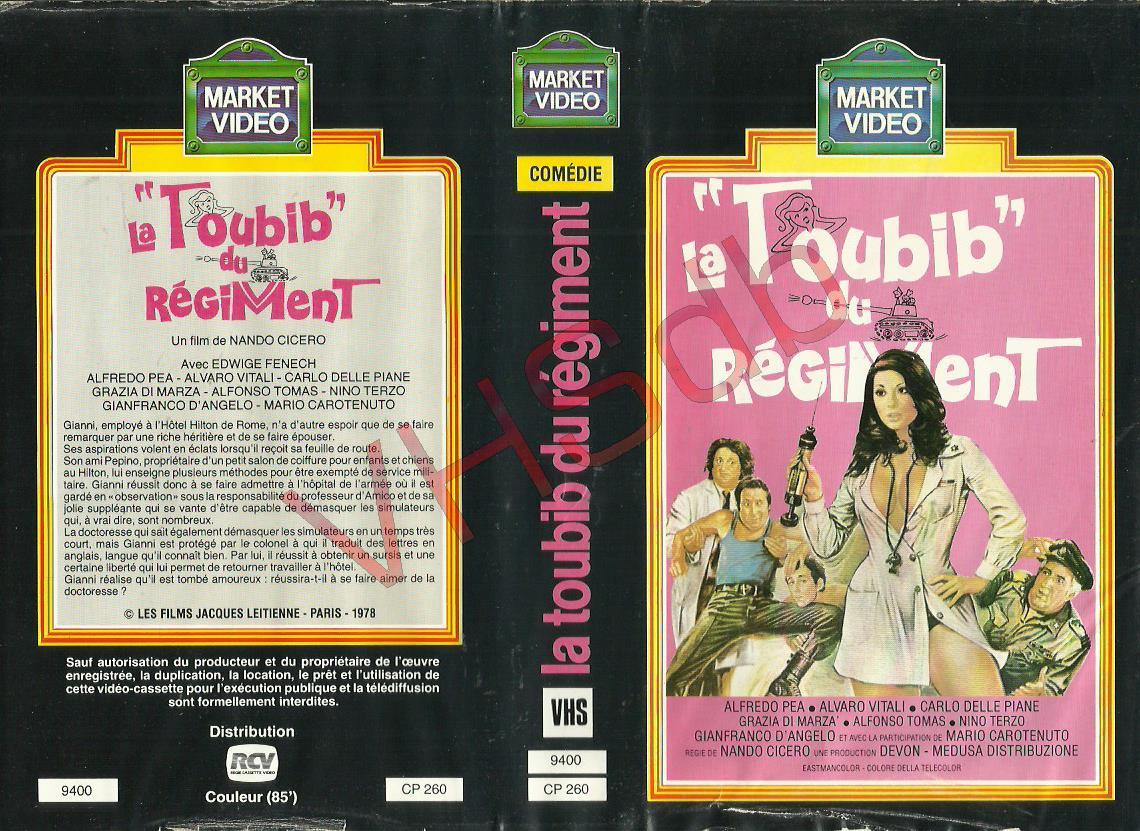 MARKET
VIDEO
la "Toubib"
du
RégiMent
Un film de NANDO CICERO
Avec EDWIGE FENECH
ALFREDO PEA - ALVARO VITALI - CARLO DELLE PIANE
GRAZIA DI MARZA - ALFONSO TOMAS - NINO TERZO
GIANFRANCO D'ANGELO - MARIO CAROTENUTO
Gianni, employé à l'Hôtel Hilton de Rome, n'a d'autre espoir que de se faire
remarquer par une riche héritière et de se faire épouser.
Ses aspirations volent en éclats lorsqu'il reçoit sa feuille de route.
Son ami Pepino, propriétaire d'un petit salon de coiffure pour enfants et chiens
au Hilton, lui enseigne plusieurs méthodes pour être exempté de service mili-
taire. Gianni réussit donc à se faire admettre à l'hôpital de l'armée où il est
gardé en «observation» sous la responsabilité du professeur d'Amico et de sa
jolie suppléante qui se vante d'être capable de démasquer les simulateurs
qui, à vrai dire, sont nombreux.
La doctoresse qui sait également démasquer les simulateurs en un temps très
court, mais Gianni est protégé par le colonel à qui il traduit des lettres en
anglais, langue qu'il connaît bien. Par lui, il réussit à obtenir un sursis et une
certaine liberté qui lui permet de retourner travailler à l'hôtel.
Gianni réalise qu'il est tombé amoureux : réussira-t-il à se faire aimer de la
doctoresse ?
© LES FILMS JACQUES LEITIENNE - PARIS - 1978
Sauf autorisation du producteur et du propriétaire de l'œuvre
enregistrée, la duplication, la location, le prêt et l'utilisation de
cette vidéo-cassette pour l'exécution publique et la télédiffusion
sont formellement interdites.
Distribution
RCV
REGIE CASSETTE VIDEO
Couleur (85')
9400
CP 260
MARKET
VIDEO
COMÉDIE
la toubib du régiment
VHS
9400
CP 260
MARKET
VIDEO
la "Toubib"
du
RégiMent
ALFREDO PEA • ALVARO VITALI • CARLO DELLE PIANE
GRAZIA DI MARZA' • ALFONSO TOMAS • NINO TERZO
GIANFRANCO D'ANGELO ET AVEC LA PARTICIPATION DE MARIO CAROTENUTO
REGIE DE NANDO CICERO UNE PRODUCTION DEVON - MEDUSA DISTRIBUZIONE
EASTMANCOLOR - COLORE DELLA TELECOLOR
VHSdb